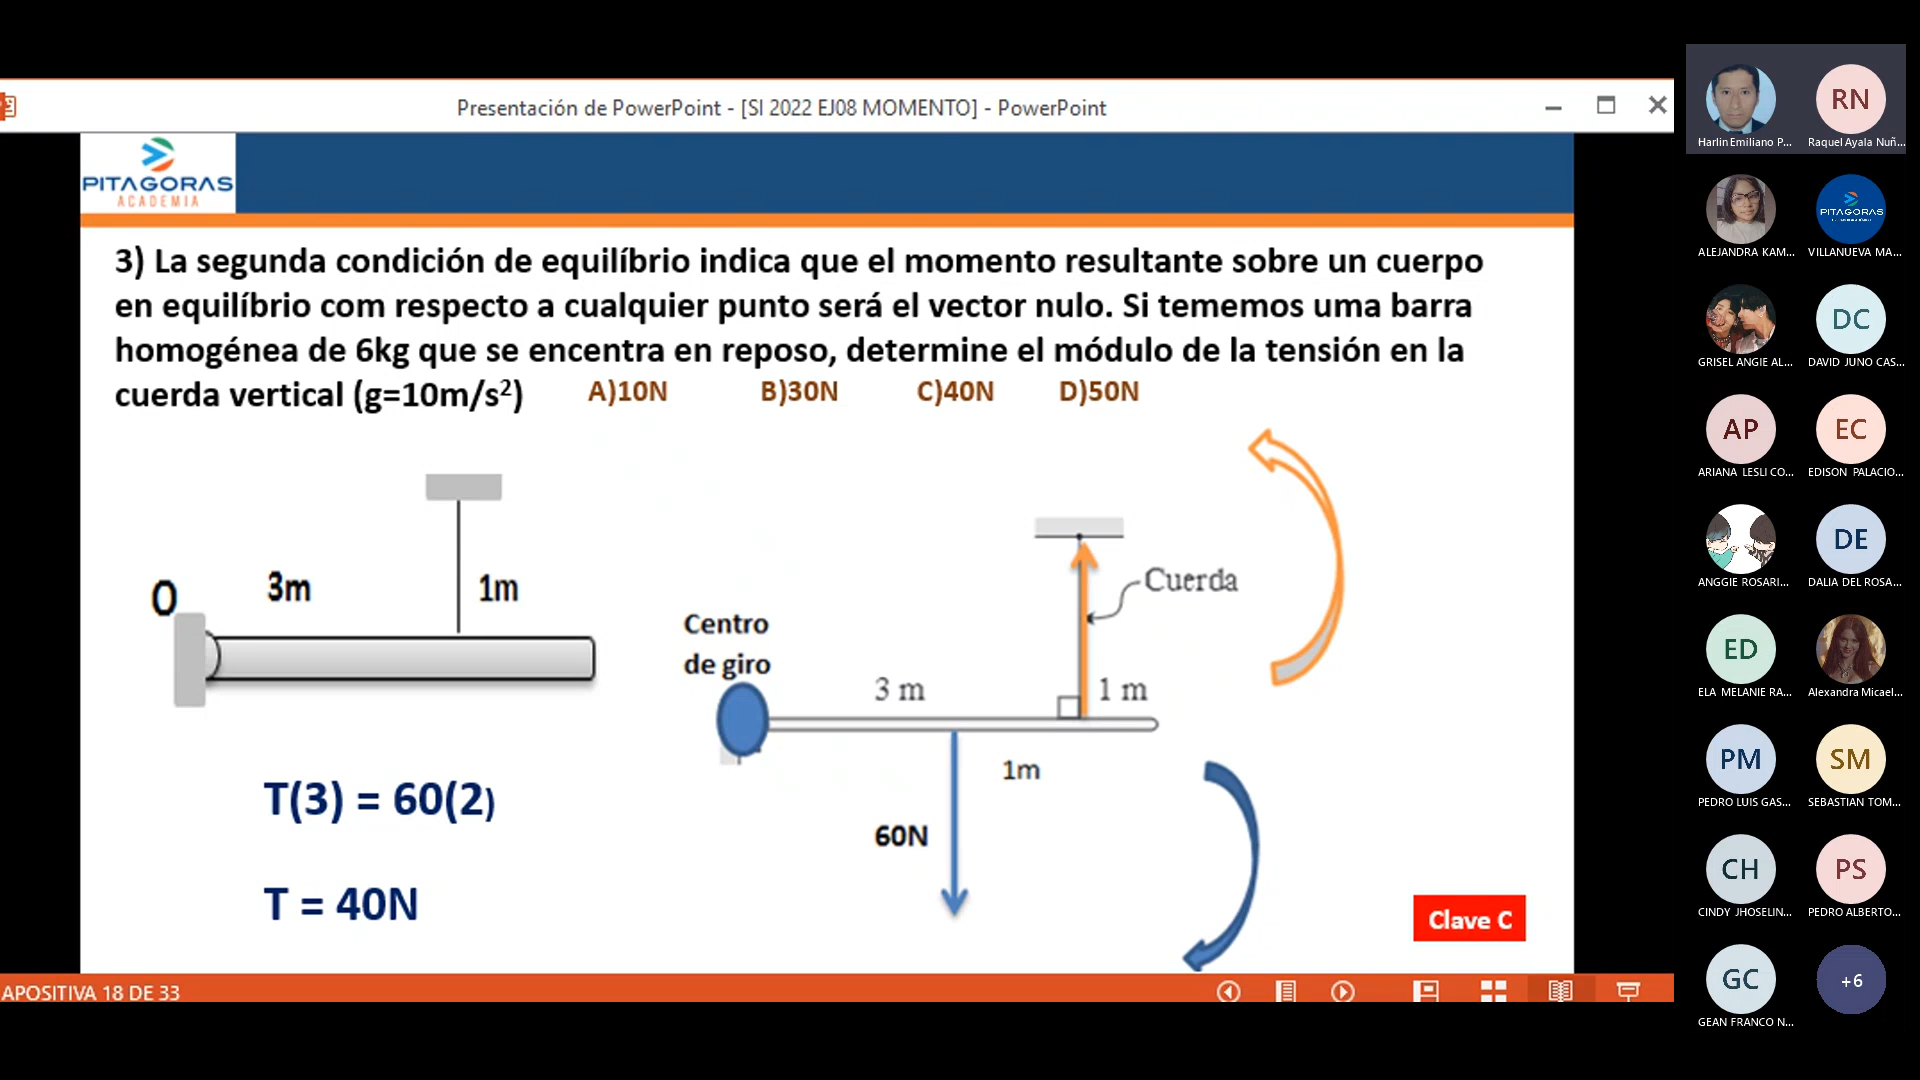 Presentación de PowerPoint - [SI 2022 EJ08 MOMENTO] - PowerPoint
PITAGORAS
ACADEMIA
3) La segunda condición de equilíbrio indica que el momento resultante sobre un cuerpo
en equilíbrio com respecto a cualquier punto será el vector nulo. Si tememos uma barra
homogénea de 6kg que se encentra en reposo, determine el módulo de la tensión en la
cuerda vertical (g=10m/s²) A)10N B)30N C)40N D)50N
O 3m 1m
Centro
de giro
Cuerda
3 m 1 m
1m
60N
T(3) = 60(2)
T = 40N
Clave C
APOSITIVA 18 DE 33
RN
Harlin Emiliano P... Raquel Ayala Nuñ...
PITAGORAS
ALEJANDRA KAM... VILLANUEVA MA...
DC
GRISEL ANGIE AL... DAVID JUNO CAS...
AP EC
ARIANA LESLI CO... EDISON PALACIO...
DE
ANGGIE ROSARI... DALIA DEL ROSA...
ED
ELA MELANIE RA... Alexandra Micael...
PM SM
PEDRO LUIS GAS... SEBASTIAN TOM...
CH PS
CINDY JHOSELIN... PEDRO ALBERTO...
GC +6
GEAN FRANCO N...